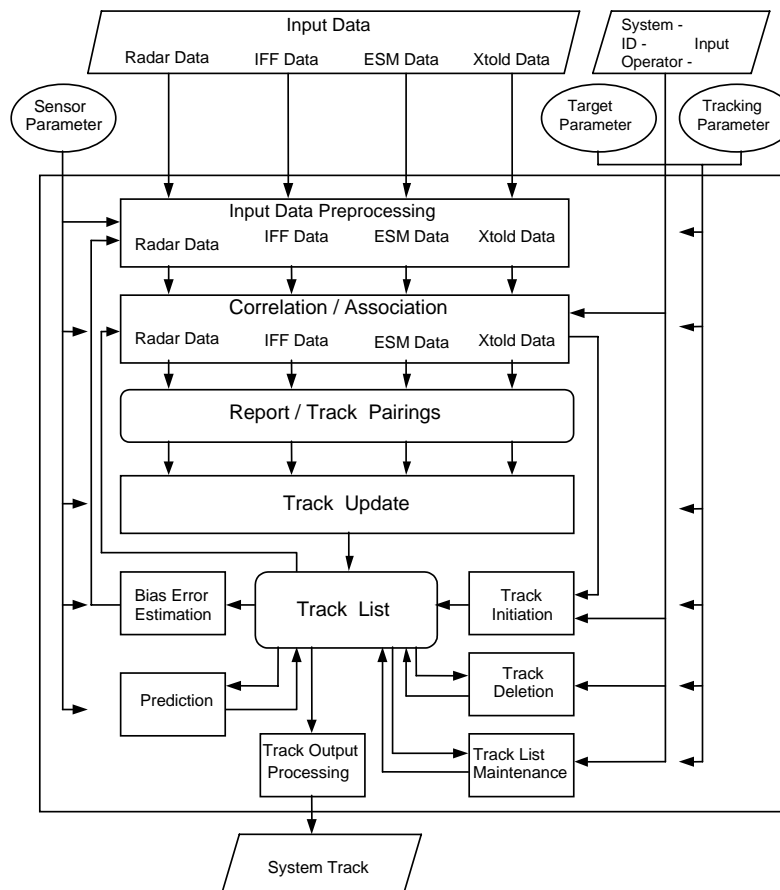 Input Data
Radar Data IFF Data ESM Data Xtold Data
System -
ID - Input
Operator -
Sensor
Parameter
Target
Parameter
Tracking
Parameter
Input Data Preprocessing
Radar Data IFF Data ESM Data Xtold Data
Correlation / Association
Radar Data IFF Data ESM Data Xtold Data
Report / Track Pairings
Track Update
Bias Error
Estimation
Track List
Track
Initiation
Prediction
Track
Deletion
Track Output
Processing
Track List
Maintenance
System Track